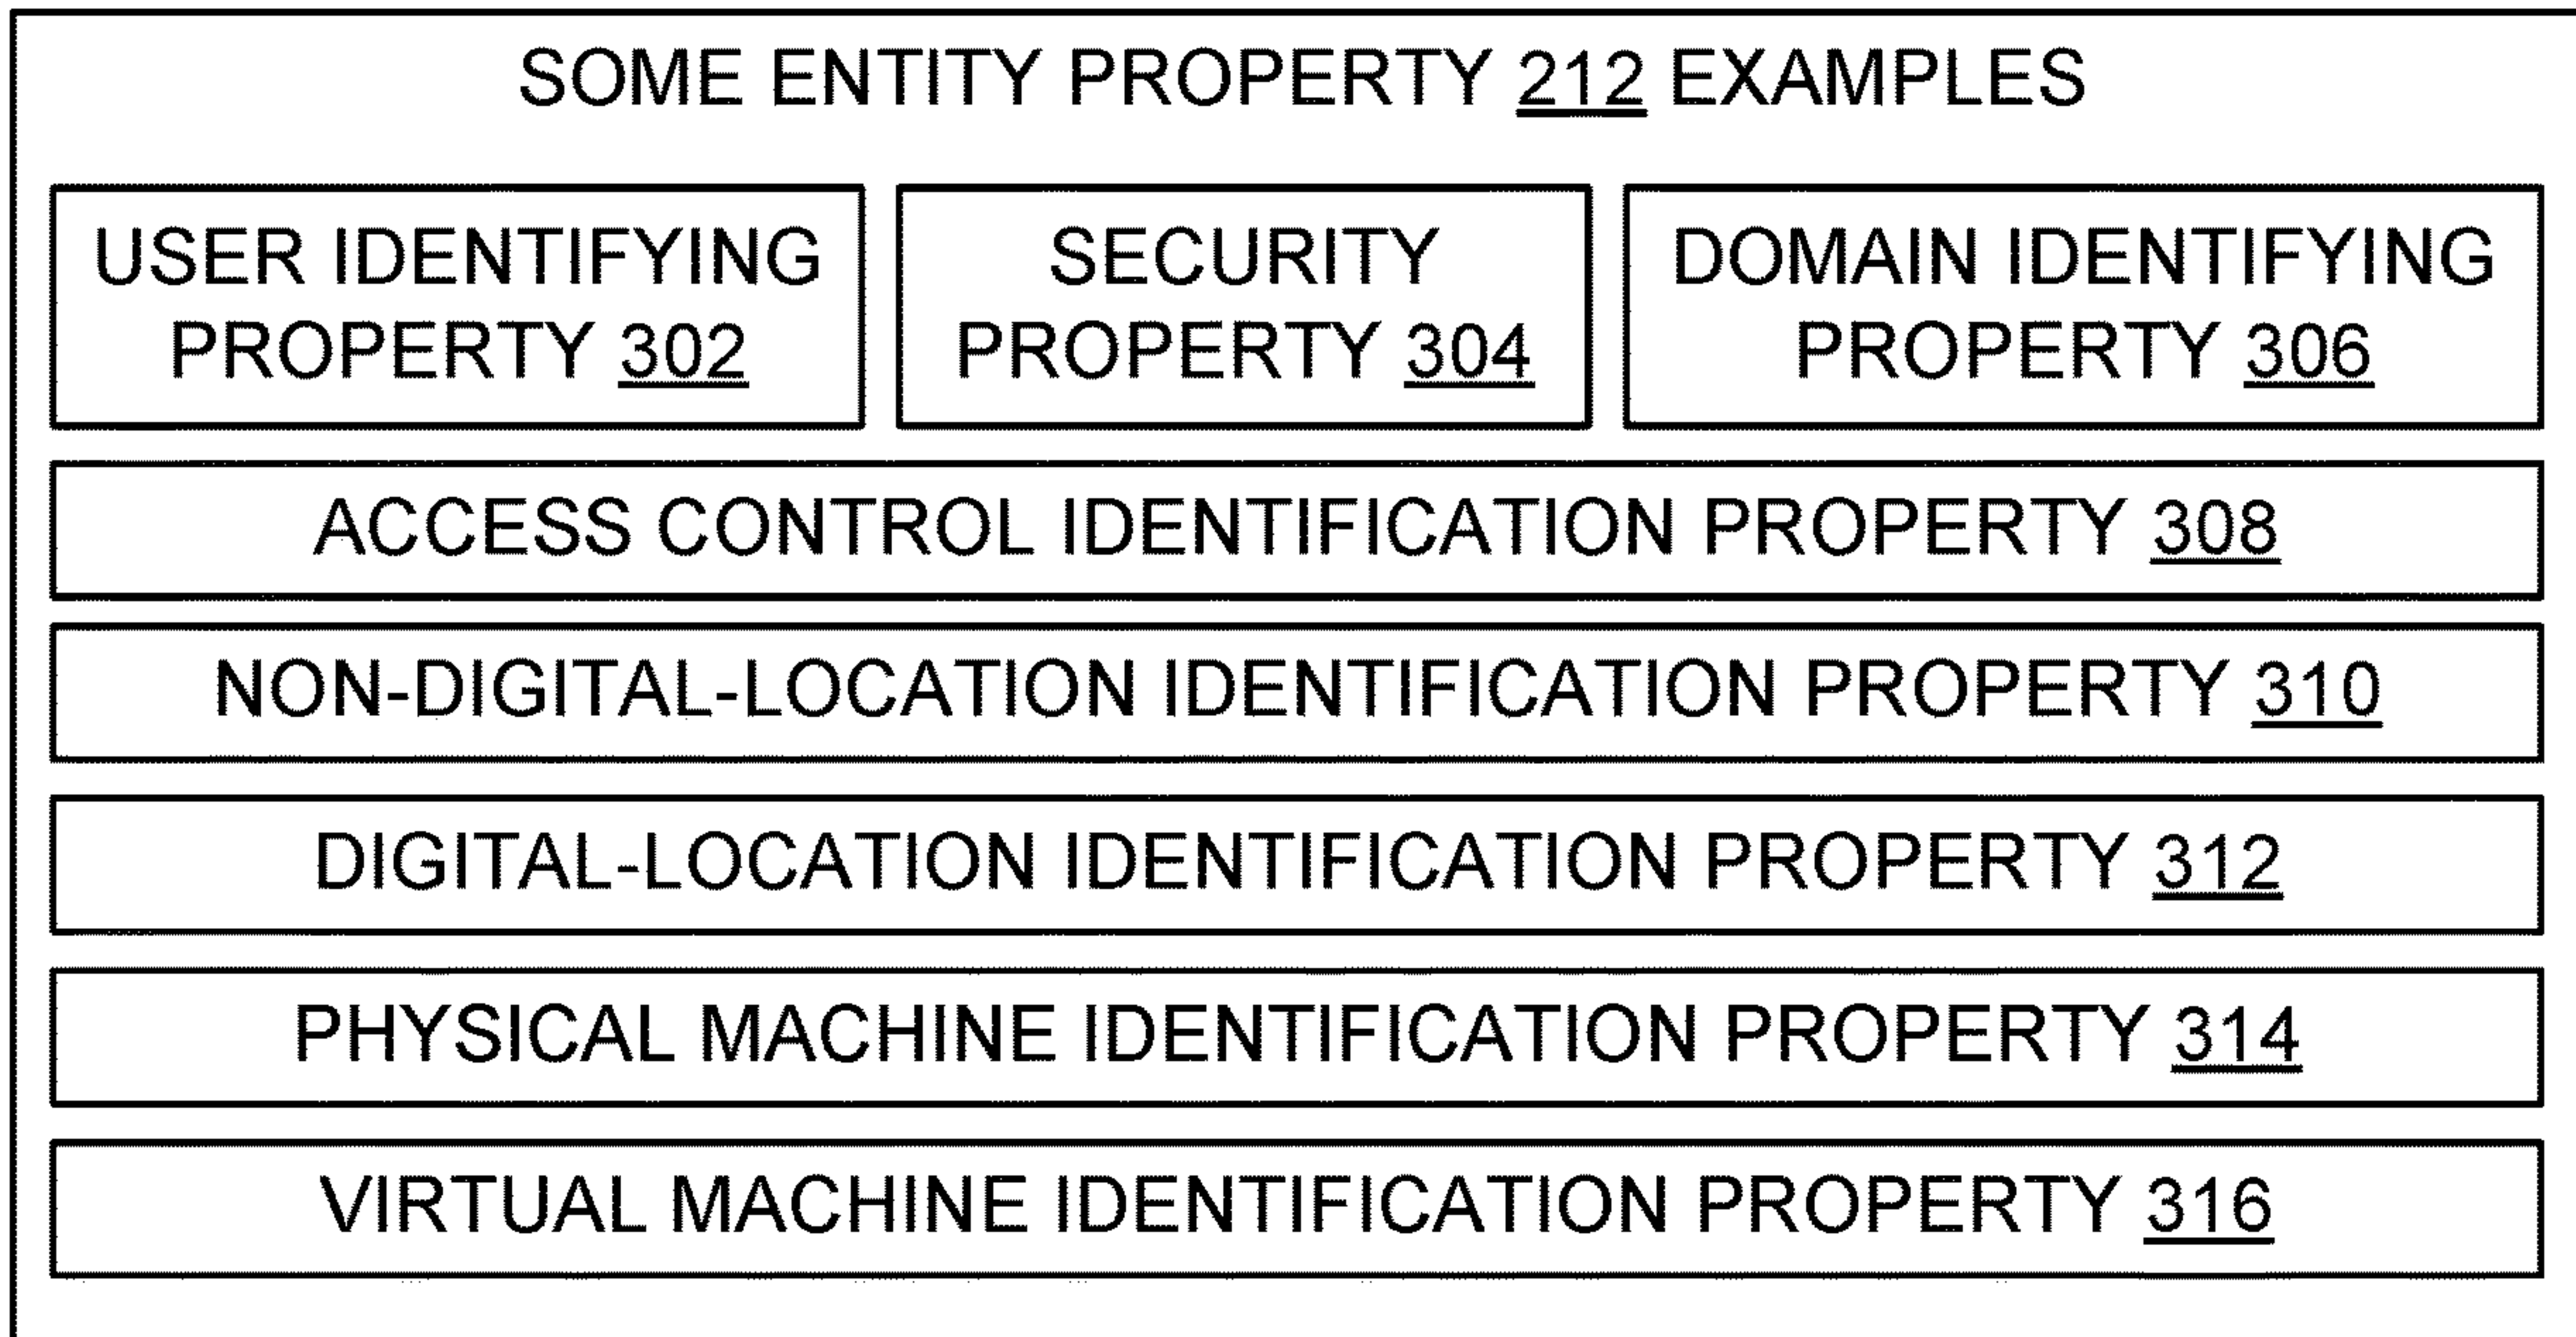 SOME ENTITY PROPERTY 212 EXAMPLES
USER IDENTIFYING
PROPERTY 302
SECURITY
PROPERTY 304
DOMAIN IDENTIFYING
PROPERTY 306
ACCESS CONTROL IDENTIFICATION PROPERTY 308
NON-DIGITAL-LOCATION IDENTIFICATION PROPERTY 310
DIGITAL-LOCATION IDENTIFICATION PROPERTY 312
PHYSICAL MACHINE IDENTIFICATION PROPERTY 314
VIRTUAL MACHINE IDENTIFICATION PROPERTY 316